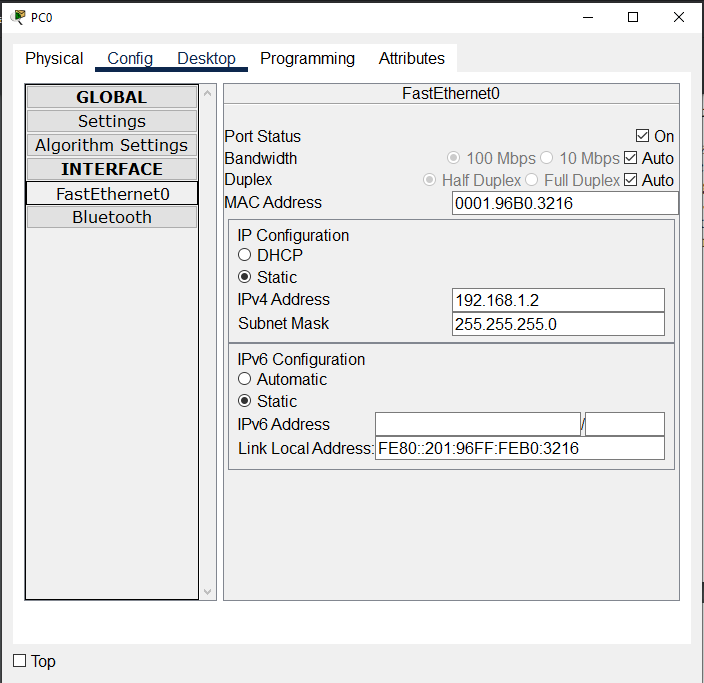 PC0
Physical Config Desktop Programming Attributes
GLOBAL
Settings
Algorithm Settings
INTERFACE
FastEthernet0
Bluetooth
FastEthernet0
Port Status On
Bandwidth 100 Mbps 10 Mbps Auto
Duplex Half Duplex Full Duplex Auto
MAC Address 0001.96B0.3216
IP Configuration
DHCP
Static
IPv4 Address 192.168.1.2
Subnet Mask 255.255.255.0
IPv6 Configuration
Automatic
Static
IPv6 Address /
Link Local Address: FE80::201:96FF:FEB0:3216
Top